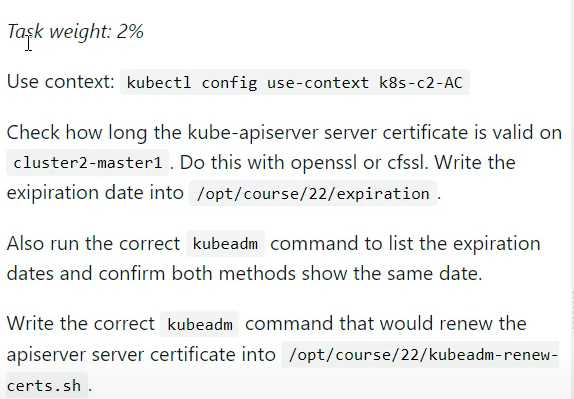 Task weight: 2%
Use context: kubectl config use-context k8s-c2-AC
Check how long the kube-apiserver server certificate is valid on
cluster2-master1 . Do this with openssl or cfssl. Write the
exipiration date into /opt/course/22/expiration .
Also run the correct kubeadm command to list the expiration
dates and confirm both methods show the same date.
Write the correct kubeadm command that would renew the
apiserver server certificate into /opt/course/22/kubeadm-renew-
certs.sh .